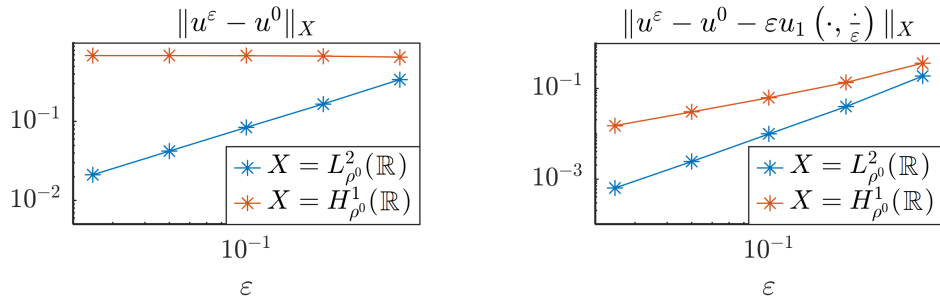 ‖u^ε − u^0‖_X
10^{-1}
10^{-2}
X = L^2_{ρ^0}(ℝ)
X = H^1_{ρ^0}(ℝ)
10^{-1}
ε
‖u^ε − u^0 − εu_1 (·, ·/ε) ‖_X
10^{-1}
10^{-3}
X = L^2_{ρ^0}(ℝ)
X = H^1_{ρ^0}(ℝ)
10^{-1}
ε